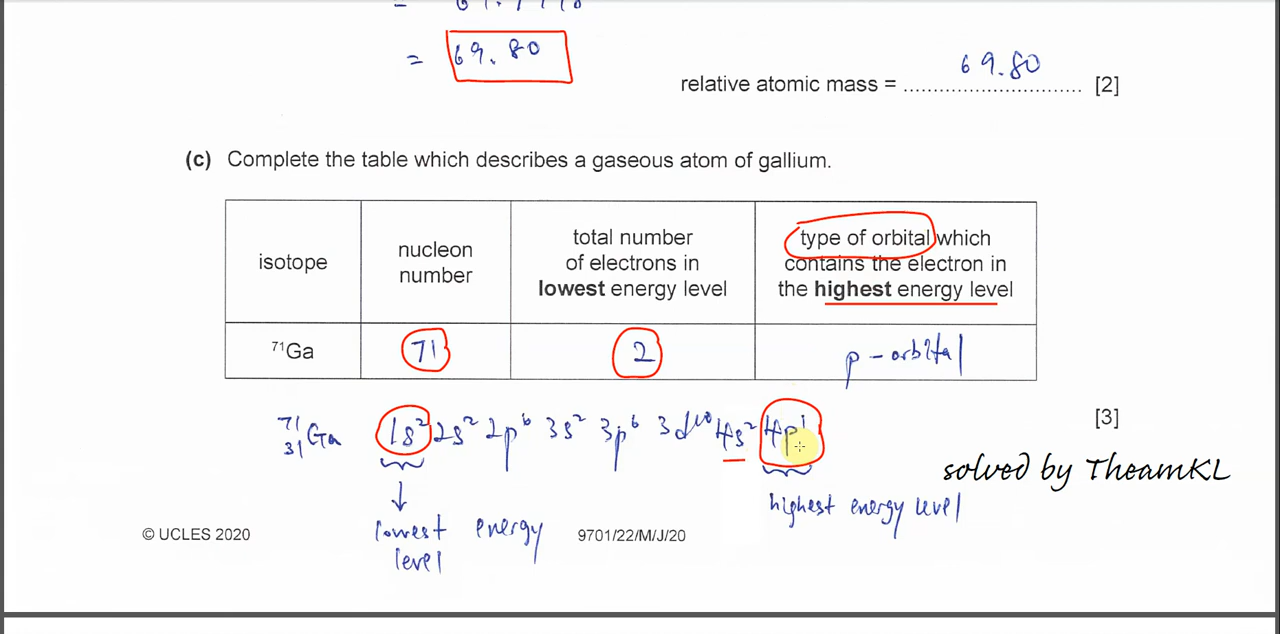 = 69.80
69.80
relative atomic mass = .............................. [2]
(c) Complete the table which describes a gaseous atom of gallium.
isotope
nucleon
number
total number
of electrons in
lowest energy level
type of orbital which
contains the electron in
the highest energy level
71Ga
71
2
p - orbital
[3]
71
31 Ga 1s² 2s² 2p⁶ 3s² 3p⁶ 3d¹⁰ 4s² 4p¹
solved by TheamKL
highest energy level
↓
lowest energy
level
© UCLES 2020
9701/22/M/J/20